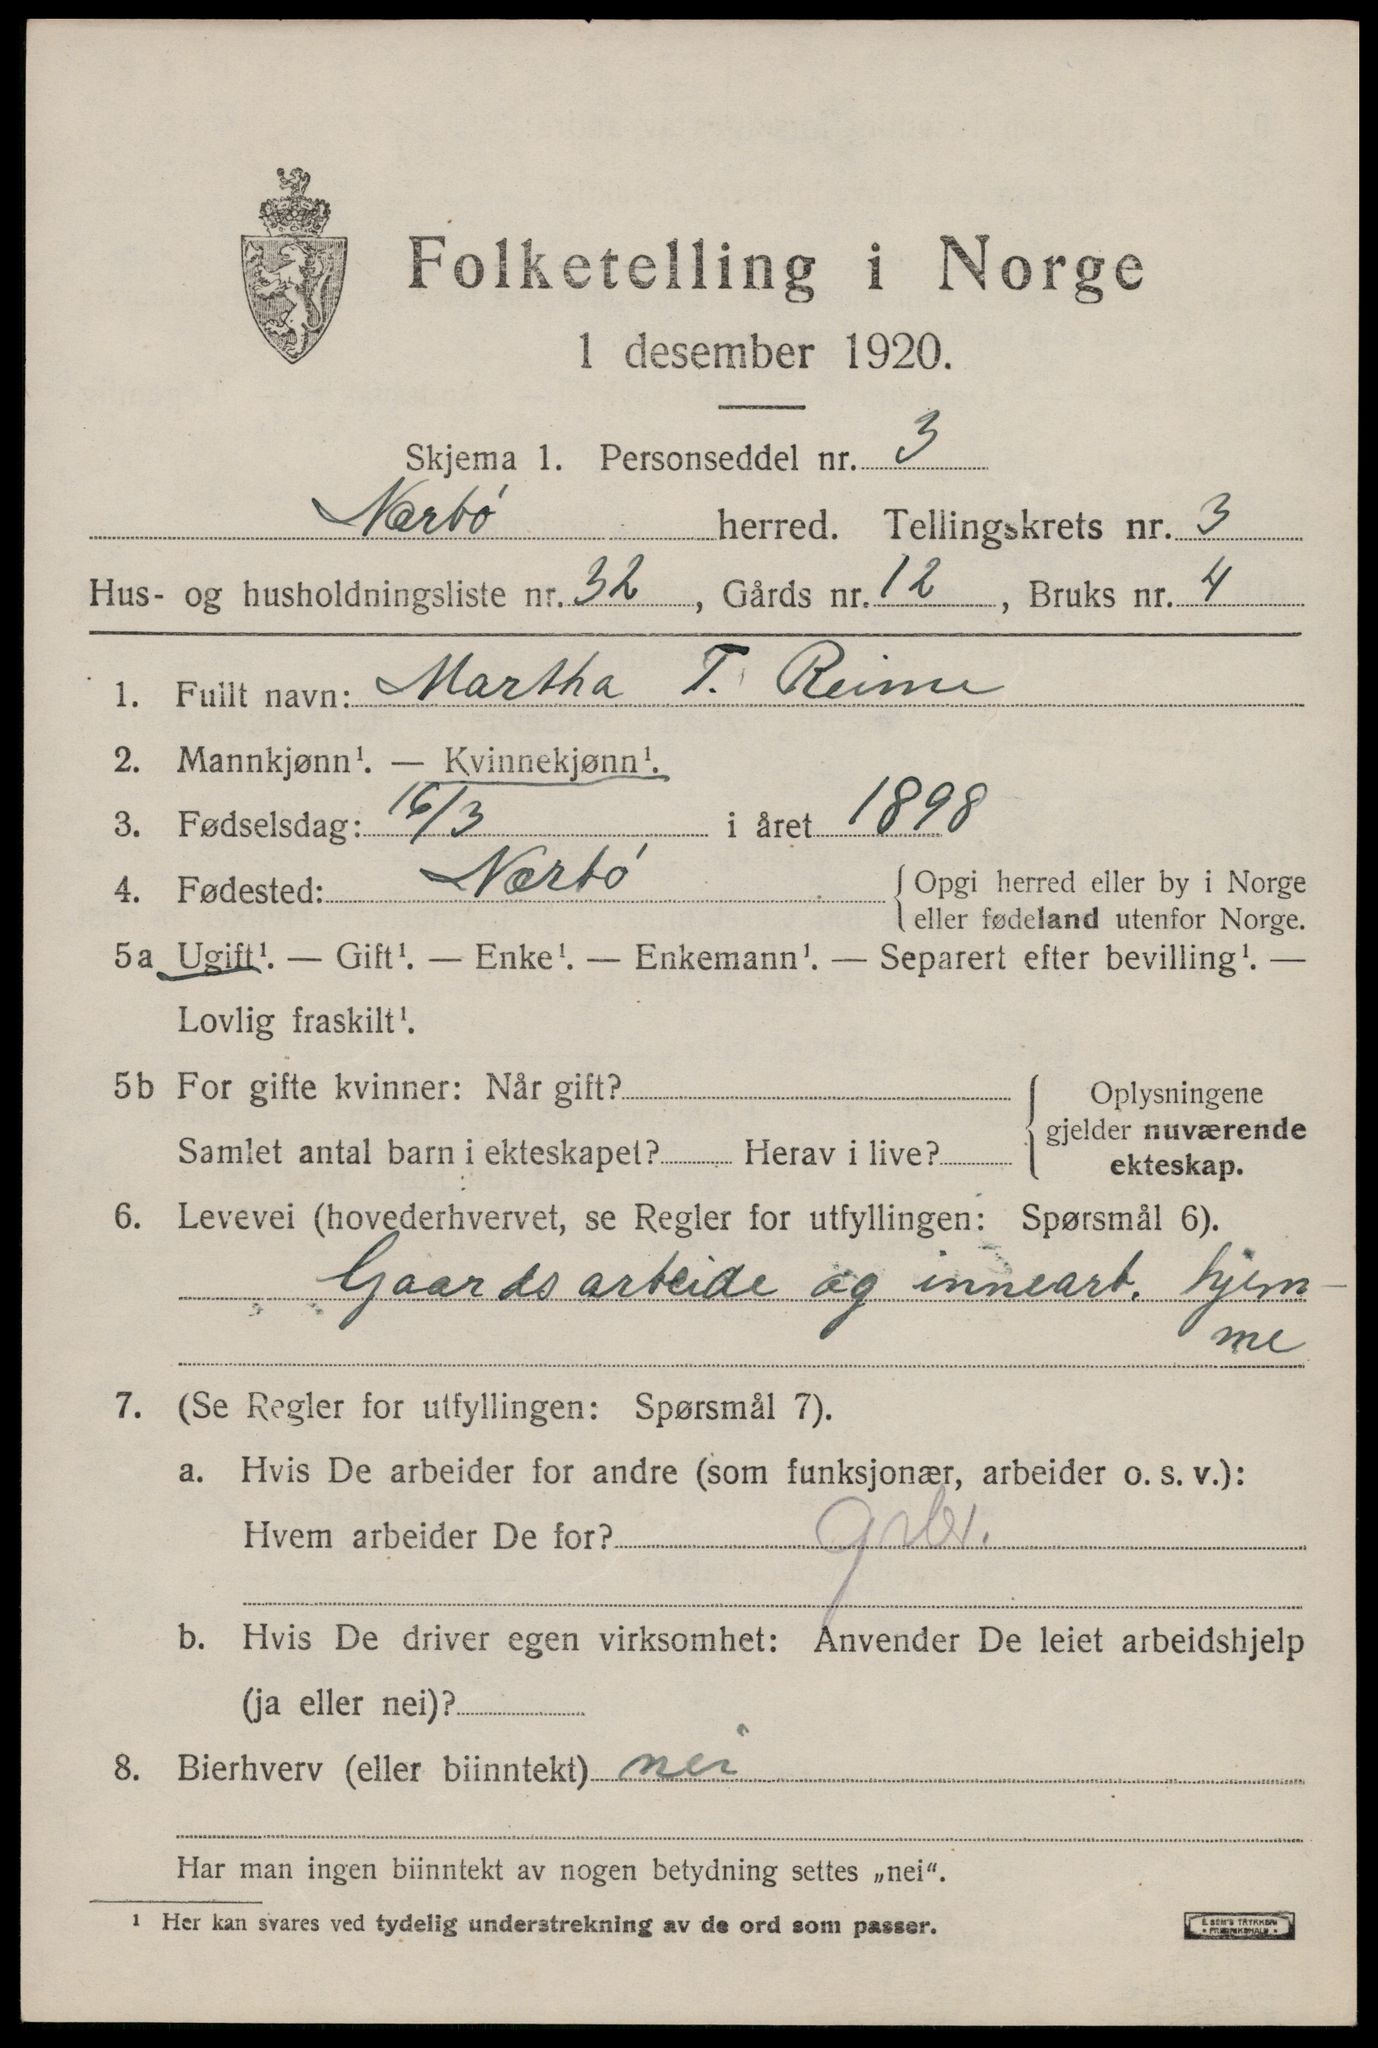 Folketelling i Norge
1 desember 1920.
Skjema 1. Personseddel nr. 3
Nærbó herred. Tellingskrets nr. 3
Hus- og husholdningsliste nr. 32, Gårds nr. 12, Bruks nr. 4
1. Fullt navn: Martha T. Reime
2. Mannkjønn¹. — Kvinnekjønn¹.
3. Fødselsdag: 16/3 i året 1898
4. Fødested: Nærbó {Opgi herred eller by i Norge
eller fødeland utenfor Norge.
5a Ugift¹. — Gift¹. — Enke¹. — Enkemann¹. — Separert efter bevilling¹. —
Lovlig fraskilt¹.
5b For gifte kvinner: Når gift? {Oplysningene
gjelder nuværende
Samlet antal barn i ekteskapet? Herav i live? ekteskap.
6. Levevei (hovederhvervet, se Regler for utfyllingen: Spørsmål 6).
Gaardsarbeide og inneart. hjem-
me
7. (Se Regler for utfyllingen: Spørsmål 7).
a. Hvis De arbeider for andre (som funksjonær, arbeider o. s. v.):
Hvem arbeider De for?
b. Hvis De driver egen virksomhet: Anvender De leiet arbeidshjelp
(ja eller nei)?
8. Bierhverv (eller biinntekt) nei
Har man ingen biinntekt av nogen betydning settes „nei“.
¹ Her kan svares ved tydelig understrekning av de ord som passer.
E. SEM'S TRYKKERI
• FREDRIKSHALD •